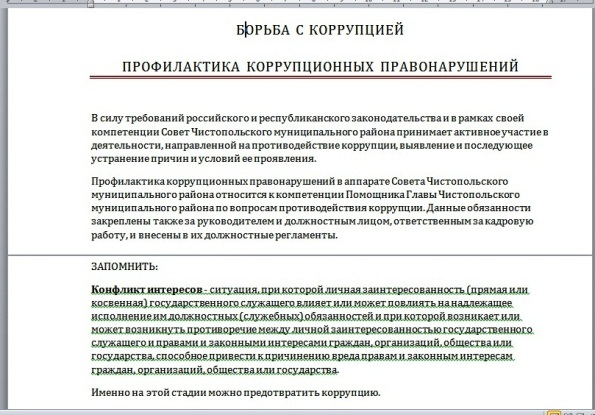 БОРЬБА С КОРРУПЦИЕЙ
ПРОФИЛАКТИКА КОРРУПЦИОННЫХ ПРАВОНАРУШЕНИЙ
В силу требований российского и республиканского законодательства и в рамках своей
компетенции Совет Чистопольского муниципального района принимает активное участие в
деятельности, направленной на противодействие коррупции, выявление и последующее
устранение причин и условий ее проявления.
Профилактика коррупционных правонарушений в аппарате Совета Чистопольского
муниципального района относится к компетенции Помощника Главы Чистопольского
муниципального района по вопросам противодействия коррупции. Данные обязанности
закреплены также за руководителем и должностным лицом, ответственным за кадровую
работу, и внесены в их должностные регламенты.
ЗАПОМНИТЬ:
Конфликт интересов - ситуация, при которой личная заинтересованность (прямая или
косвенная) государственного служащего влияет или может повлиять на надлежащее
исполнение им должностных (служебных) обязанностей и при которой возникает или
может возникнуть противоречие между личной заинтересованностью государственного
служащего и правами и законными интересами граждан, организаций, общества или
государства, способное привести к причинению вреда правам и законным интересам
граждан, организаций, общества или государства.
Именно на этой стадии можно предотвратить коррупцию.